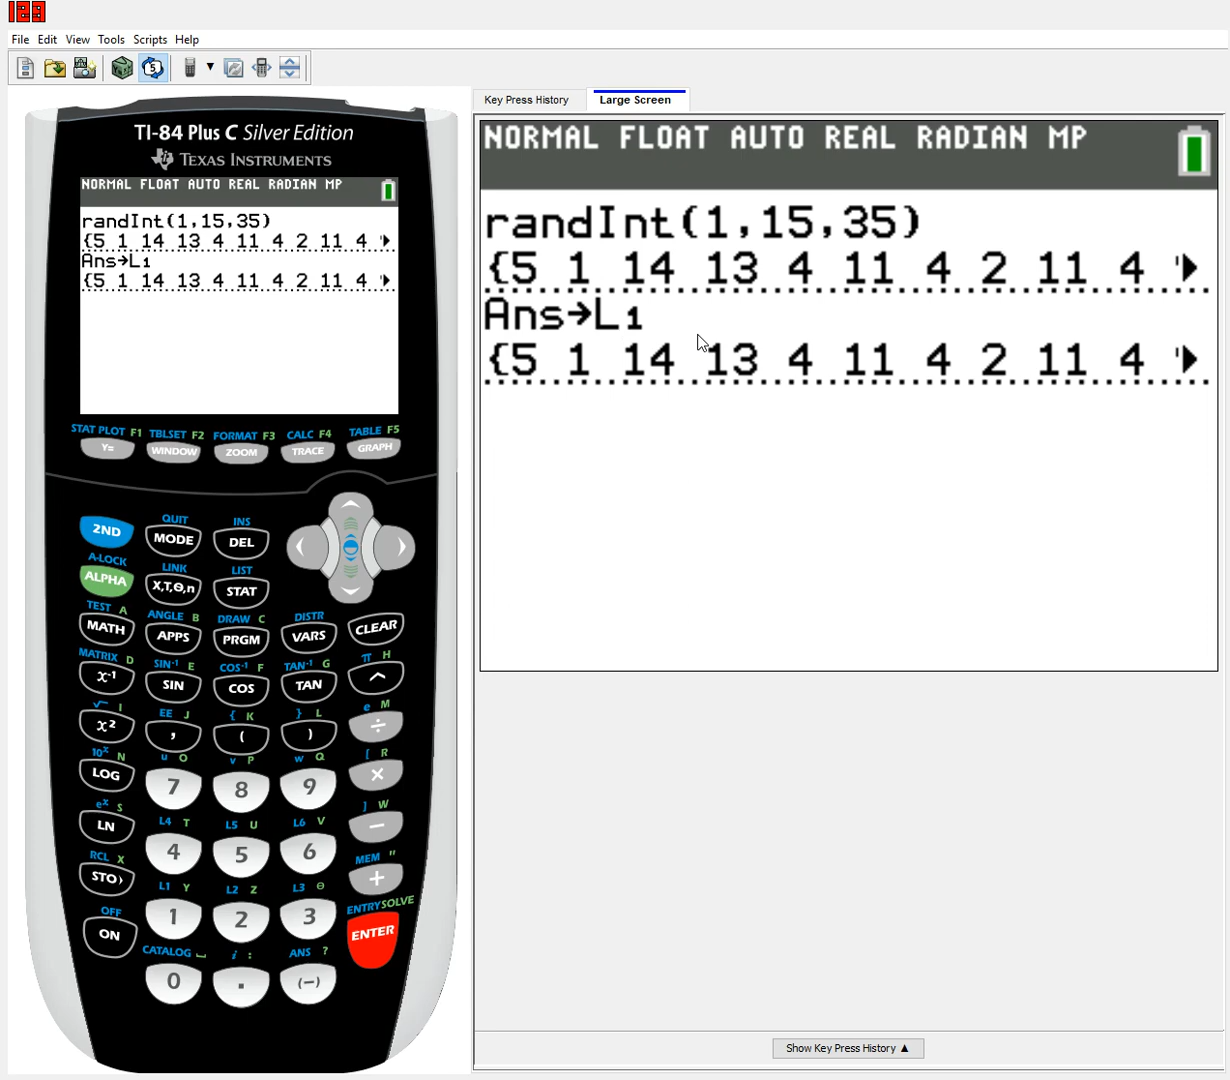 123
File Edit View Tools Scripts Help
Key Press History Large Screen
TI-84 Plus C Silver Edition
TEXAS INSTRUMENTS
NORMAL FLOAT AUTO REAL RADIAN MP
randInt(1,15,35)
{5 1 14 13 4 11 4 2 11 4
Ans→L₁
{5 1 14 13 4 11 4 2 11 4
STAT PLOT F1 TBLSET F2 FORMAT F3 CALC F4 TABLE F5
Y= WINDOW ZOOM TRACE GRAPH
QUIT INS
2ND MODE DEL
A-LOCK LINK LIST
ALPHA X,T,Θ,n STAT
TEST A ANGLE B DRAW C DISTR
MATH APPS PRGM VARS CLEAR
MATRIX D SIN⁻¹ E COS⁻¹ F TAN⁻¹ G π H
x⁻¹ SIN COS TAN ^
√ I EE J { K } L e M
x² , ( ) ÷
10ˣ N u O v P w Q [ R
LOG 7 8 9 ×
eˣ S L4 T L5 U L6 V ] W
LN 4 5 6 −
RCL X L1 Y L2 Z L3 Θ MEM "
STO› 1 2 3 +
OFF CATALOG ⎵ i : ANS ? ENTRY SOLVE
ON 0 . (−) ENTER
NORMAL FLOAT AUTO REAL RADIAN MP
randInt(1,15,35)
{5 1 14 13 4 11 4 2 11 4
Ans→L₁
{5 1 14 13 4 11 4 2 11 4
Show Key Press History ▲